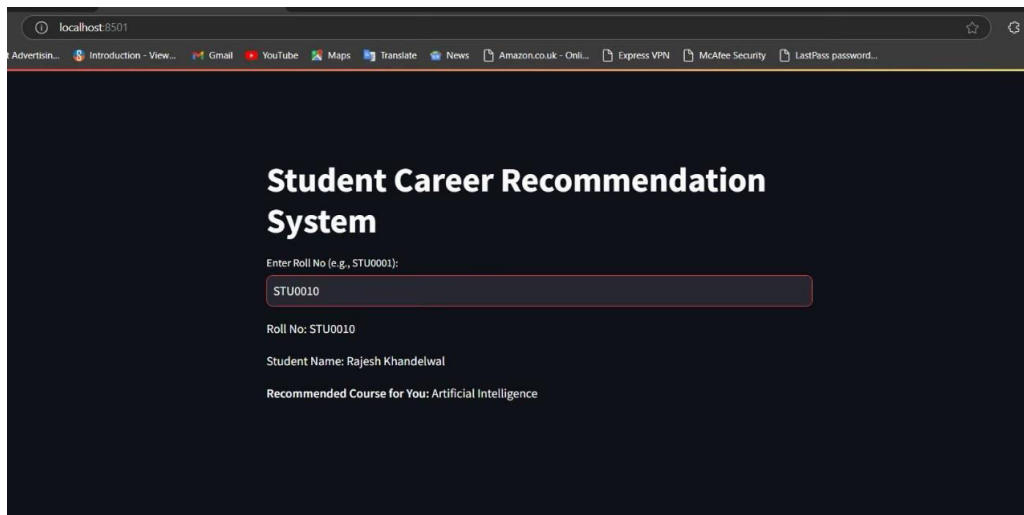 localhost:8501
t Advertisin... Introduction - View... Gmail YouTube Maps Translate News Amazon.co.uk - Onli... Express VPN McAfee Security LastPass password...
Student Career Recommendation
System
Enter Roll No (e.g., STU0001):
STU0010
Roll No: STU0010
Student Name: Rajesh Khandelwal
Recommended Course for You: Artificial Intelligence